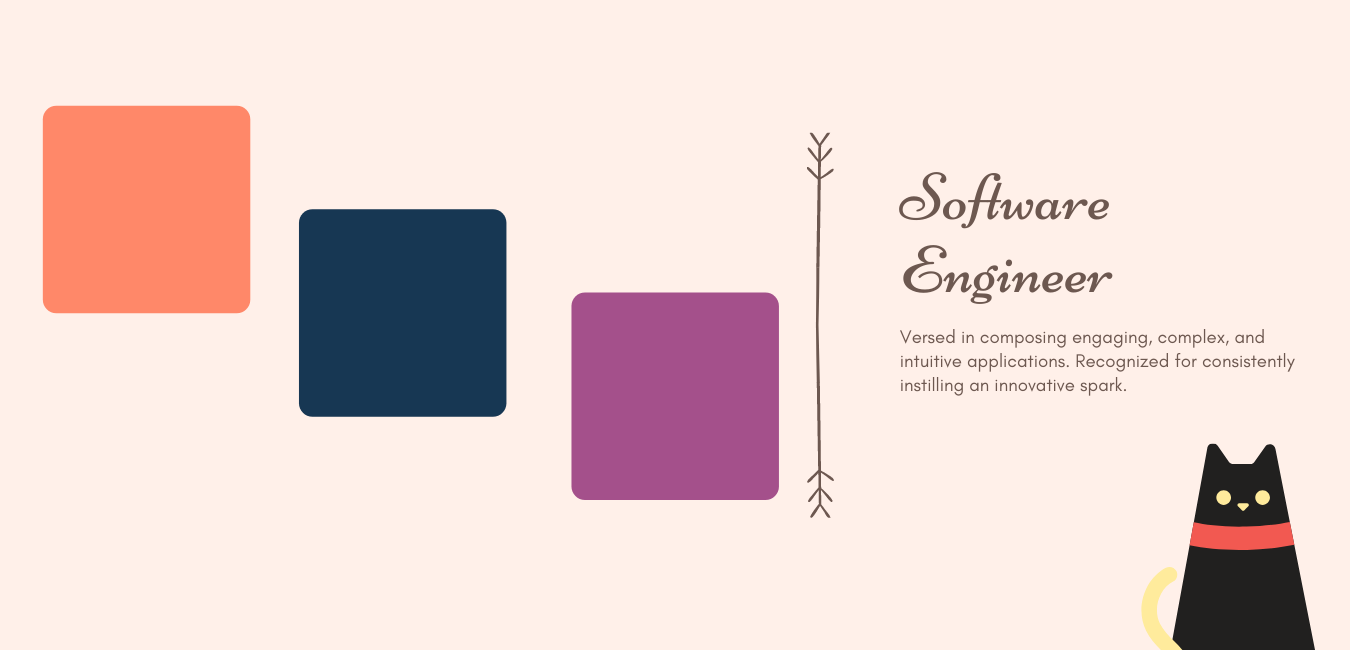 Software
Engineer
Versed in composing engaging, complex, and
intuitive applications. Recognized for consistently
instilling an innovative spark.